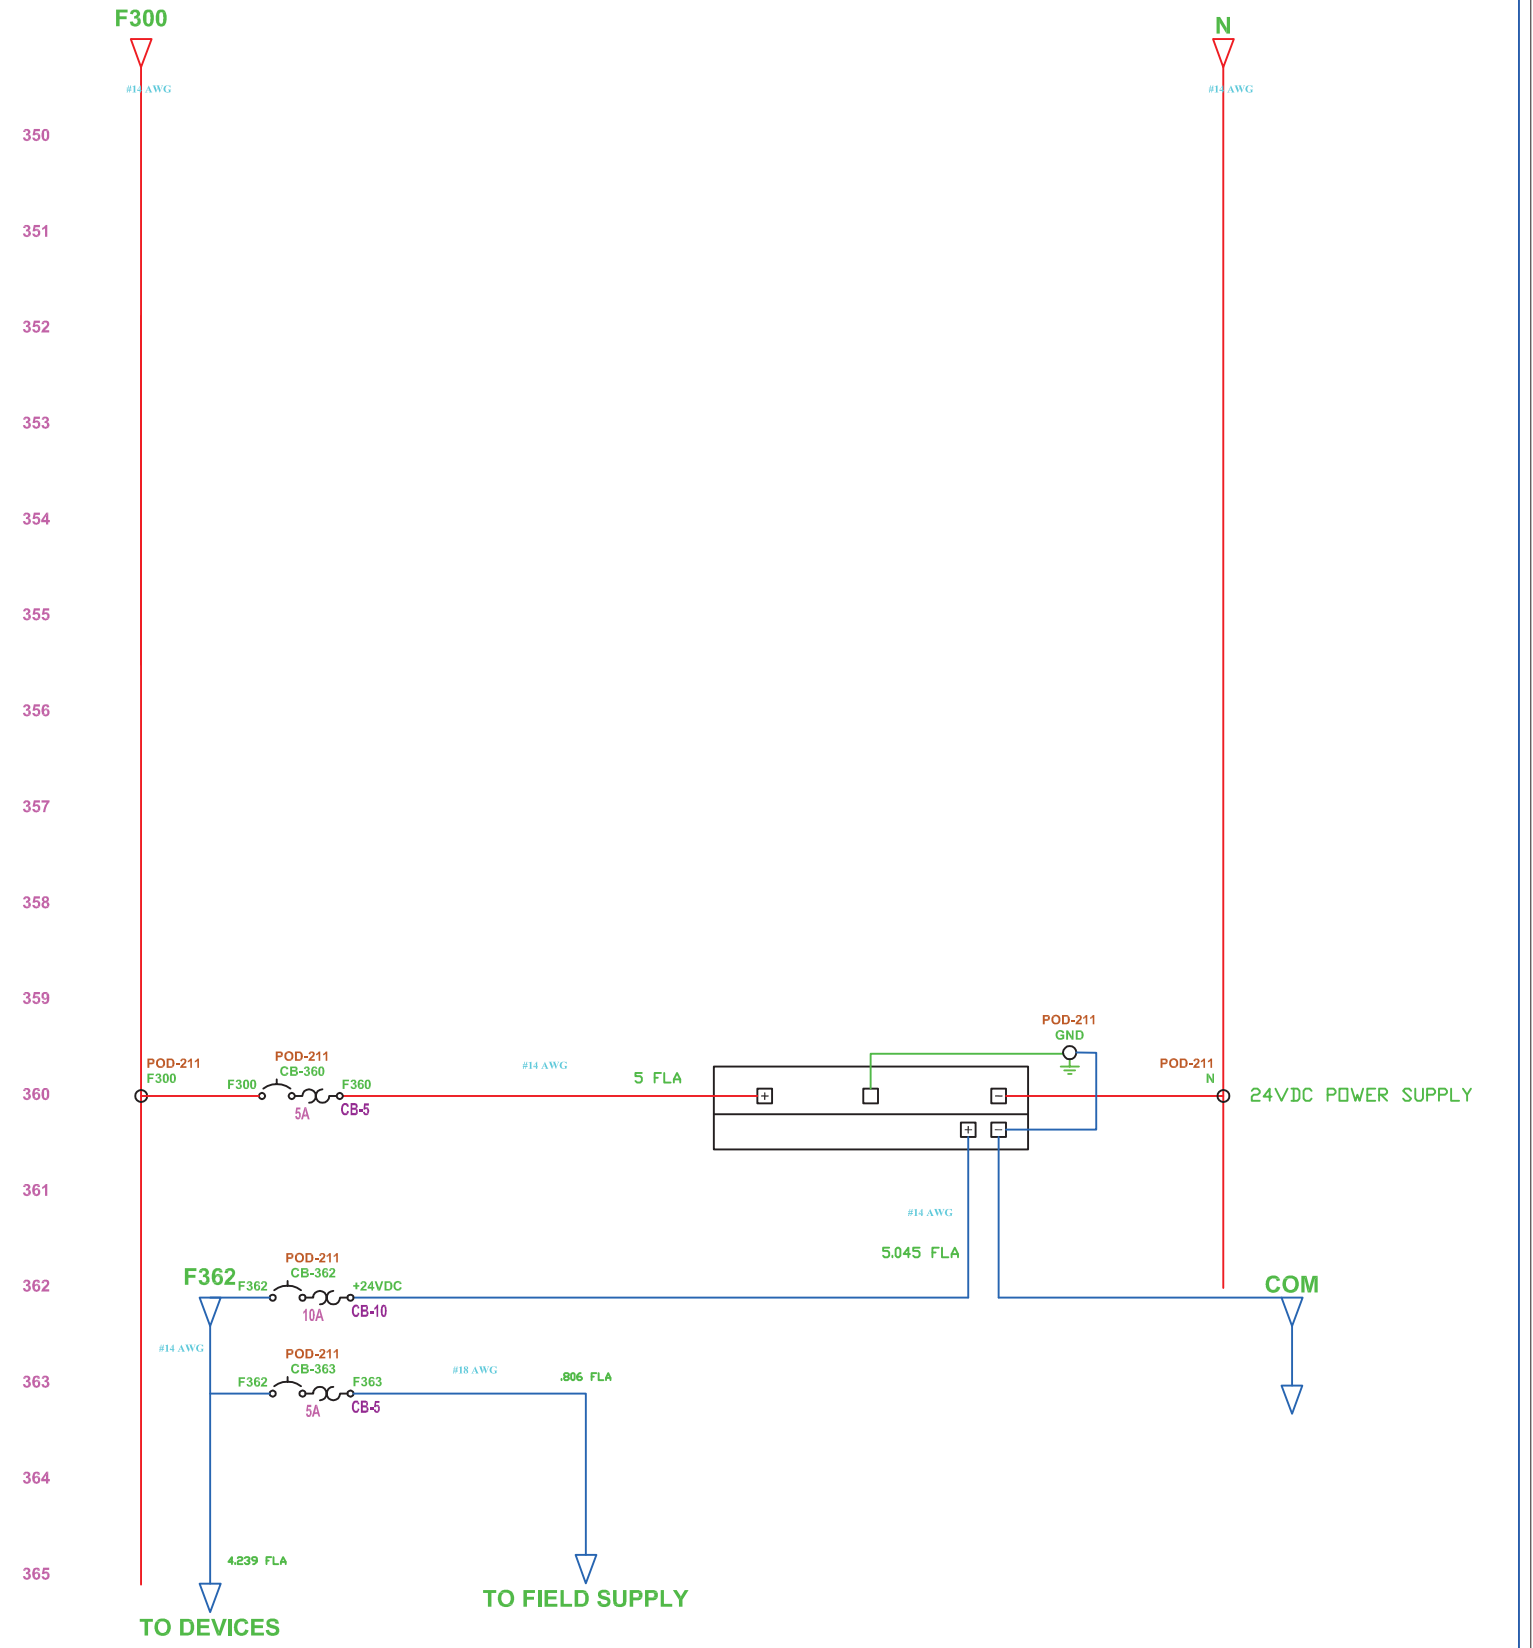 F300
N
#14 AWG
#14 AWG
350
351
352
353
354
355
356
357
358
359
POD-211
GND
POD-211
F300
POD-211
CB-360
#14 AWG
POD-211
N
360
F300
F360
5A
CB-5
5 FLA
+
−
24VDC POWER SUPPLY
+
−
361
#14 AWG
5.045 FLA
362
F362
F362
POD-211
CB-362
+24VDC
10A
CB-10
COM
#14 AWG
363
POD-211
CB-363
F362
F363
5A
CB-5
#18 AWG
.806 FLA
364
365
4.239 FLA
TO FIELD SUPPLY
TO DEVICES